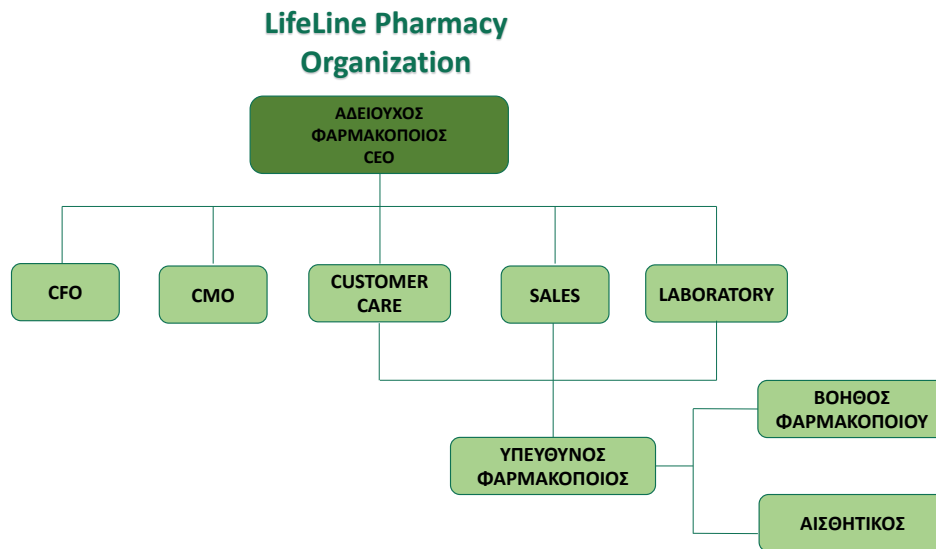 LifeLine Pharmacy
Organization
ΑΔΕΙΟΥΧΟΣ
ΦΑΡΜΑΚΟΠΟΙΟΣ
CEO
CFO
CMO
CUSTOMER
CARE
SALES
LABORATORY
ΥΠΕΥΘΥΝΟΣ
ΦΑΡΜΑΚΟΠΟΙΟΣ
ΒΟΗΘΟΣ
ΦΑΡΜΑΚΟΠΟΙΟΥ
ΑΙΣΘΗΤΙΚΟΣ